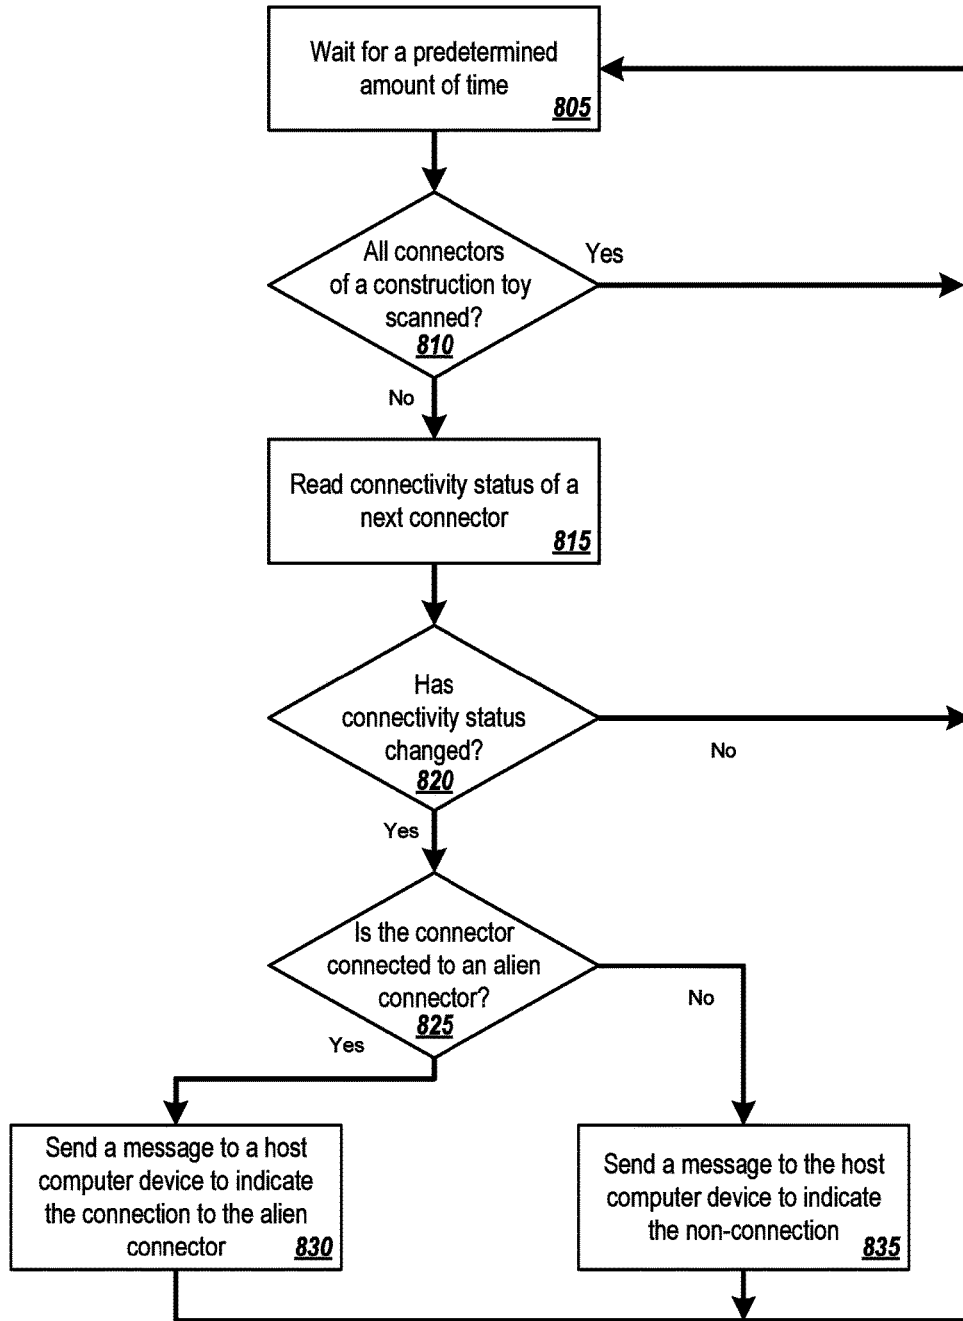 Wait for a predetermined
amount of time
805
All connectors
of a construction toy
scanned?
810
Yes
No
Read connectivity status of a
next connector
815
Has
connectivity status
changed?
820
No
Yes
Is the connector
connected to an alien
connector?
825
No
Yes
Send a message to a host
computer device to indicate
the connection to the alien
connector 830
Send a message to the host
computer device to indicate
the non-connection 835